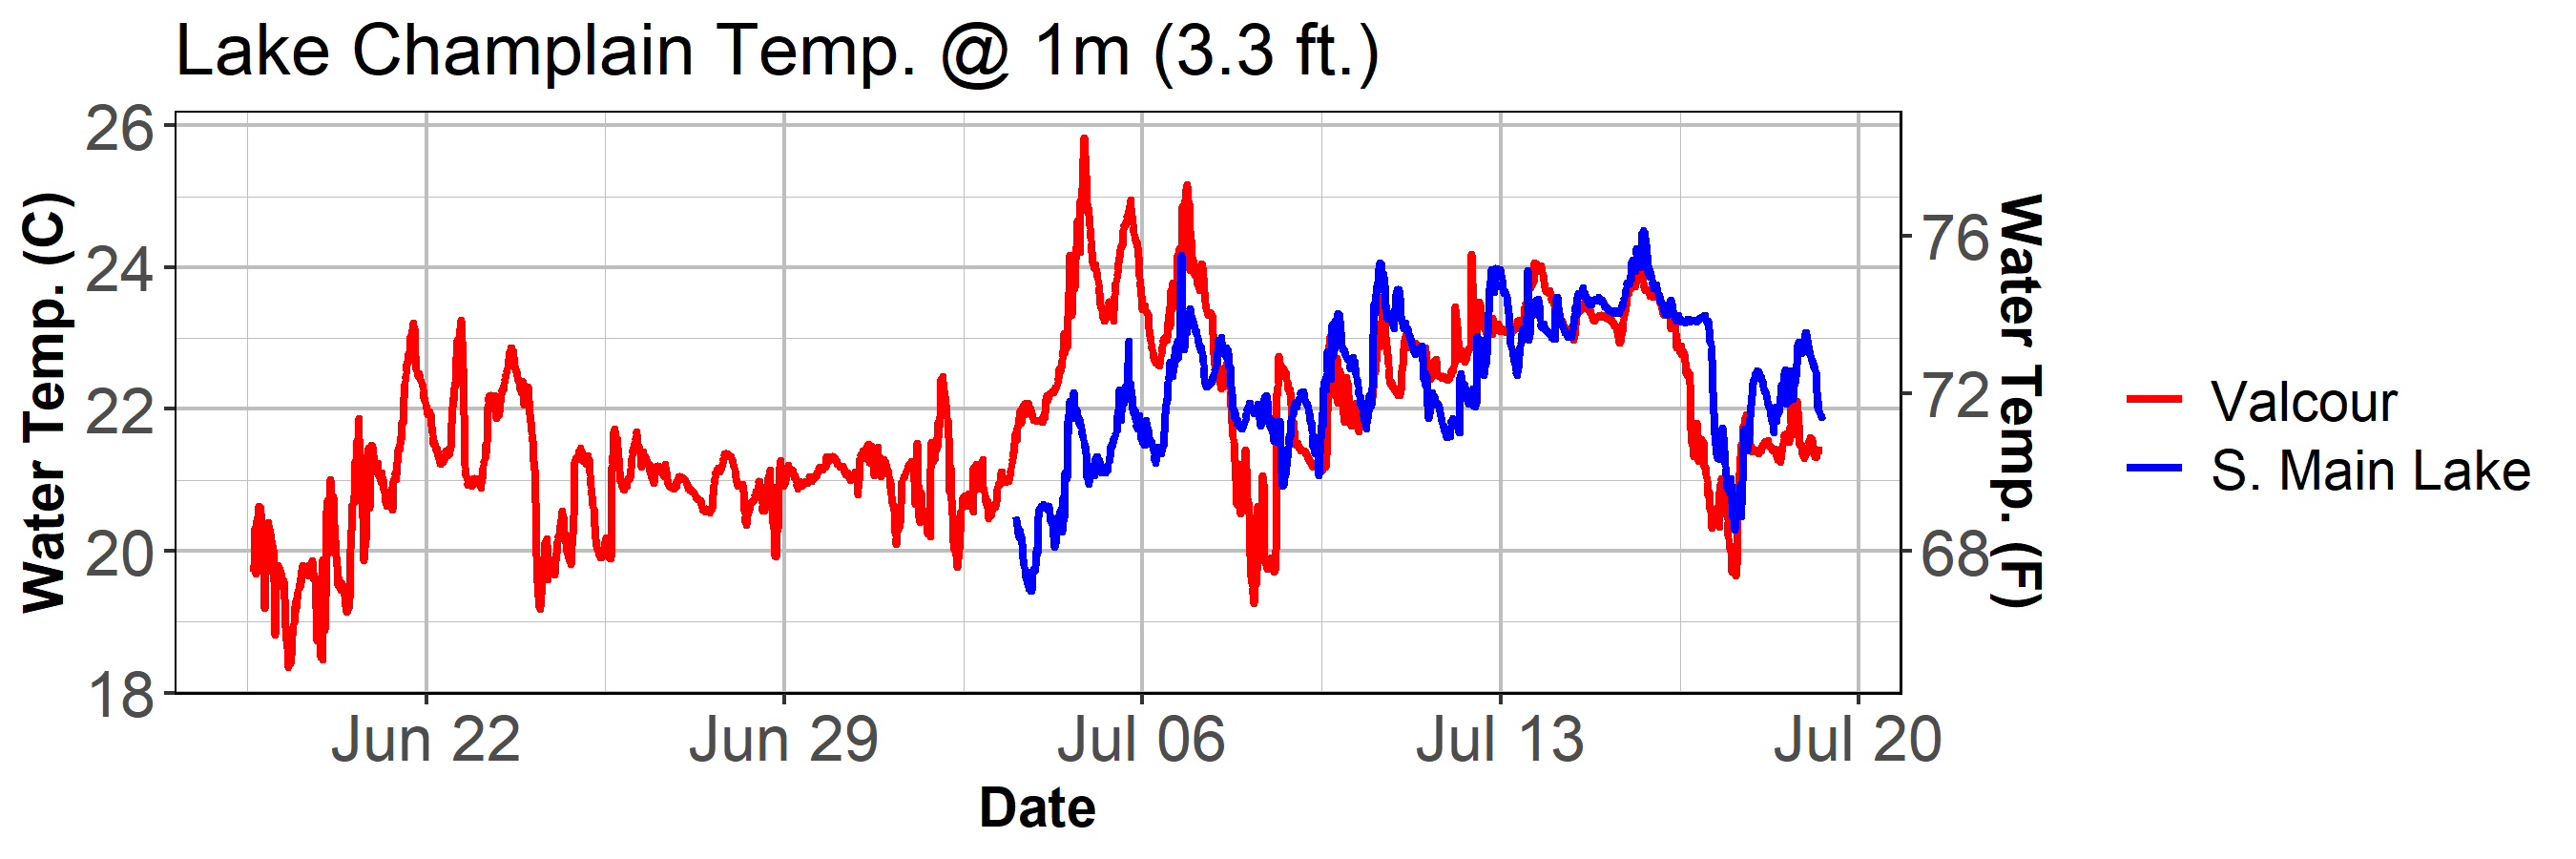 Lake Champlain Temp. @ 1m (3.3 ft.)
Water Temp. (C)
26
24
22
20
18
76
72
68
Water Temp. (F)
Jun 22
Jun 29
Jul 06
Jul 13
Jul 20
Date
Valcour
S. Main Lake